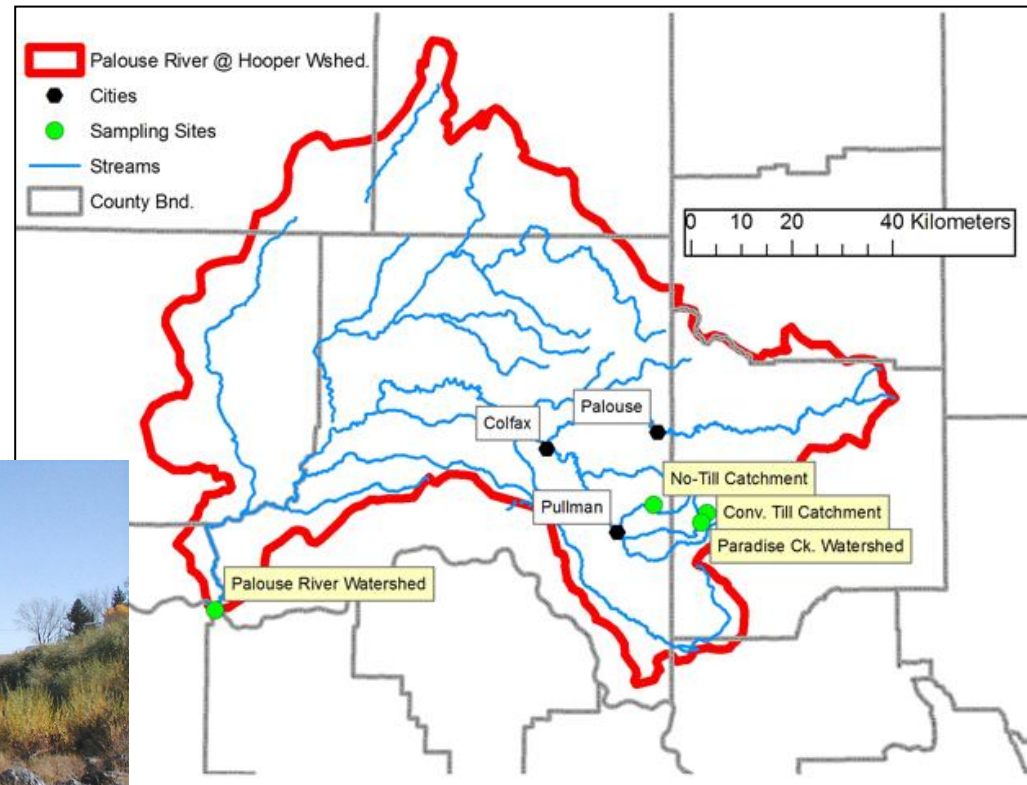 Palouse River @ Hooper Wshed.
Cities
Sampling Sites
Streams
County Bnd.
0 10 20 40 Kilometers
Palouse
Colfax
No-Till Catchment
Pullman
Conv. Till Catchment
Paradise Ck. Watershed
Palouse River Watershed